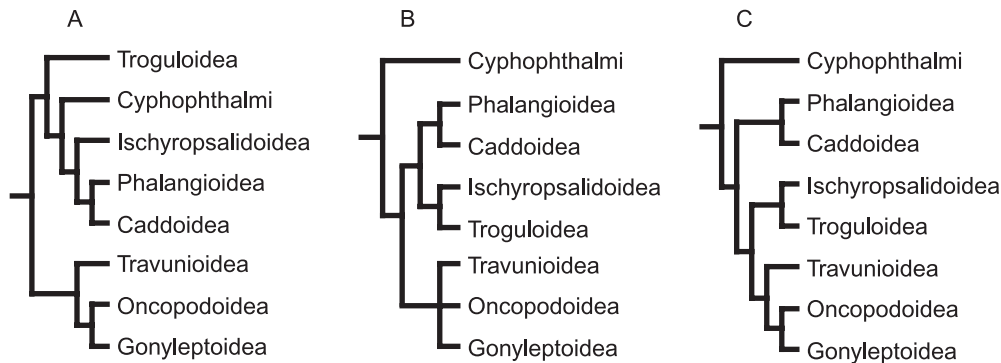 A
Troguloidea
Cyphophthalmi
Ischyropsalidoidea
Phalangioidea
Caddoidea
Travunioidea
Oncopodoidea
Gonyleptoidea
B
Cyphophthalmi
Phalangioidea
Caddoidea
Ischyropsalidoidea
Troguloidea
Travunioidea
Oncopodoidea
Gonyleptoidea
C
Cyphophthalmi
Phalangioidea
Caddoidea
Ischyropsalidoidea
Troguloidea
Travunioidea
Oncopodoidea
Gonyleptoidea